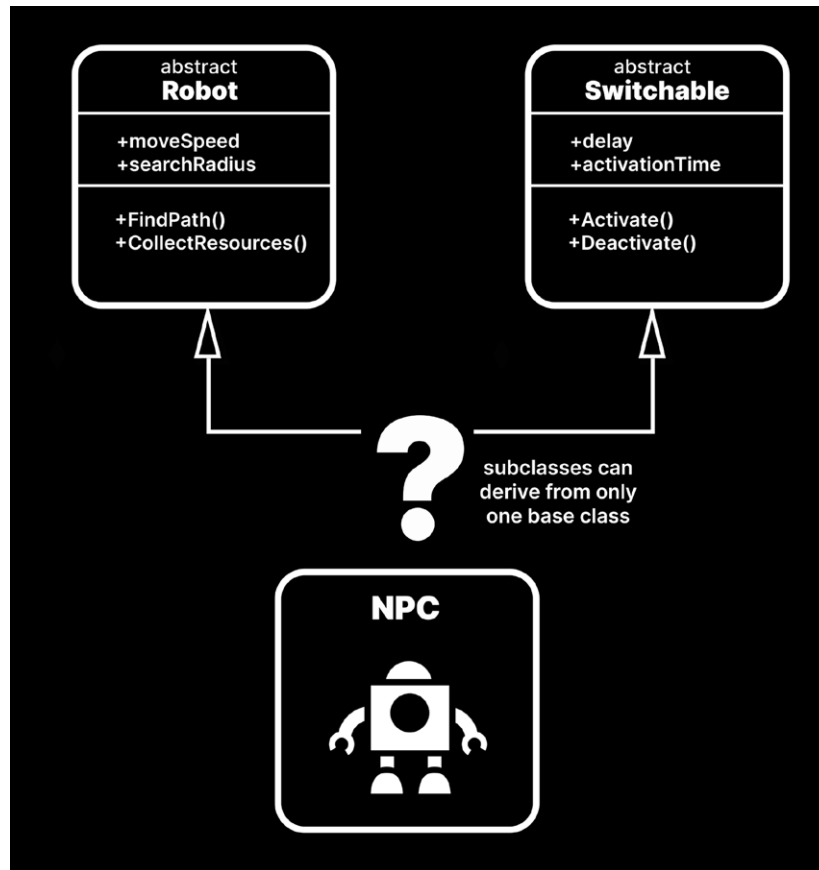 abstract
Robot
+moveSpeed
+searchRadius
+FindPath()
+CollectResources()
abstract
Switchable
+delay
+activationTime
+Activate()
+Deactivate()
?
subclasses can
derive from only
one base class
NPC